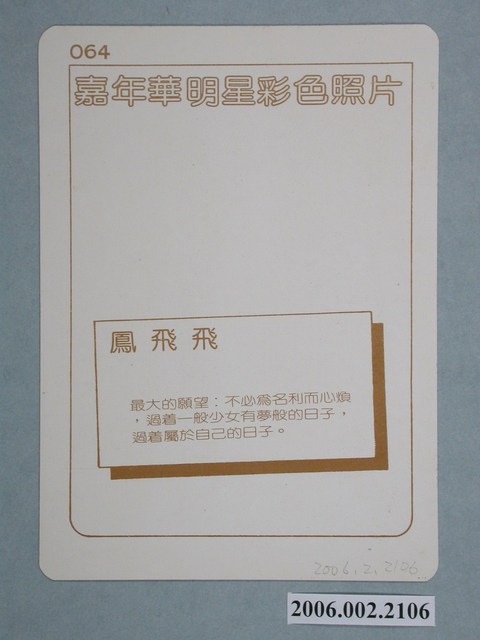 064
嘉年華明星彩色照片
鳳飛飛
最大的願望：不必為名利而心煩
，過着一般少女有夢般的日子，
過着屬於自己的日子。
2006.2.2106
2006.002.2106